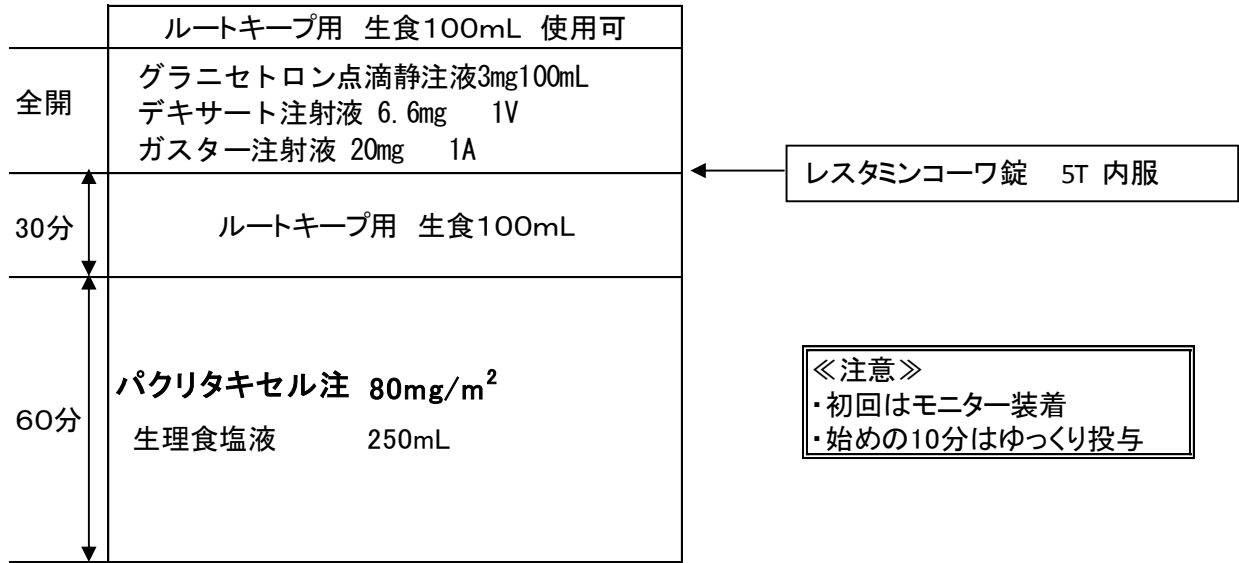 ルートキープ用 生食100mL 使用可
全開
グラニセトロン点滴静注液3mg100mL
デキサート注射液 6.6mg 1V
ガスター注射液 20mg 1A
レスタミンコーワ錠 5T 内服
30分
ルートキープ用 生食100mL
60分
パクリタキセル注 80mg/m²
生理食塩液 250mL
≪注意≫
・初回はモニター装着
・始めの10分はゆっくり投与